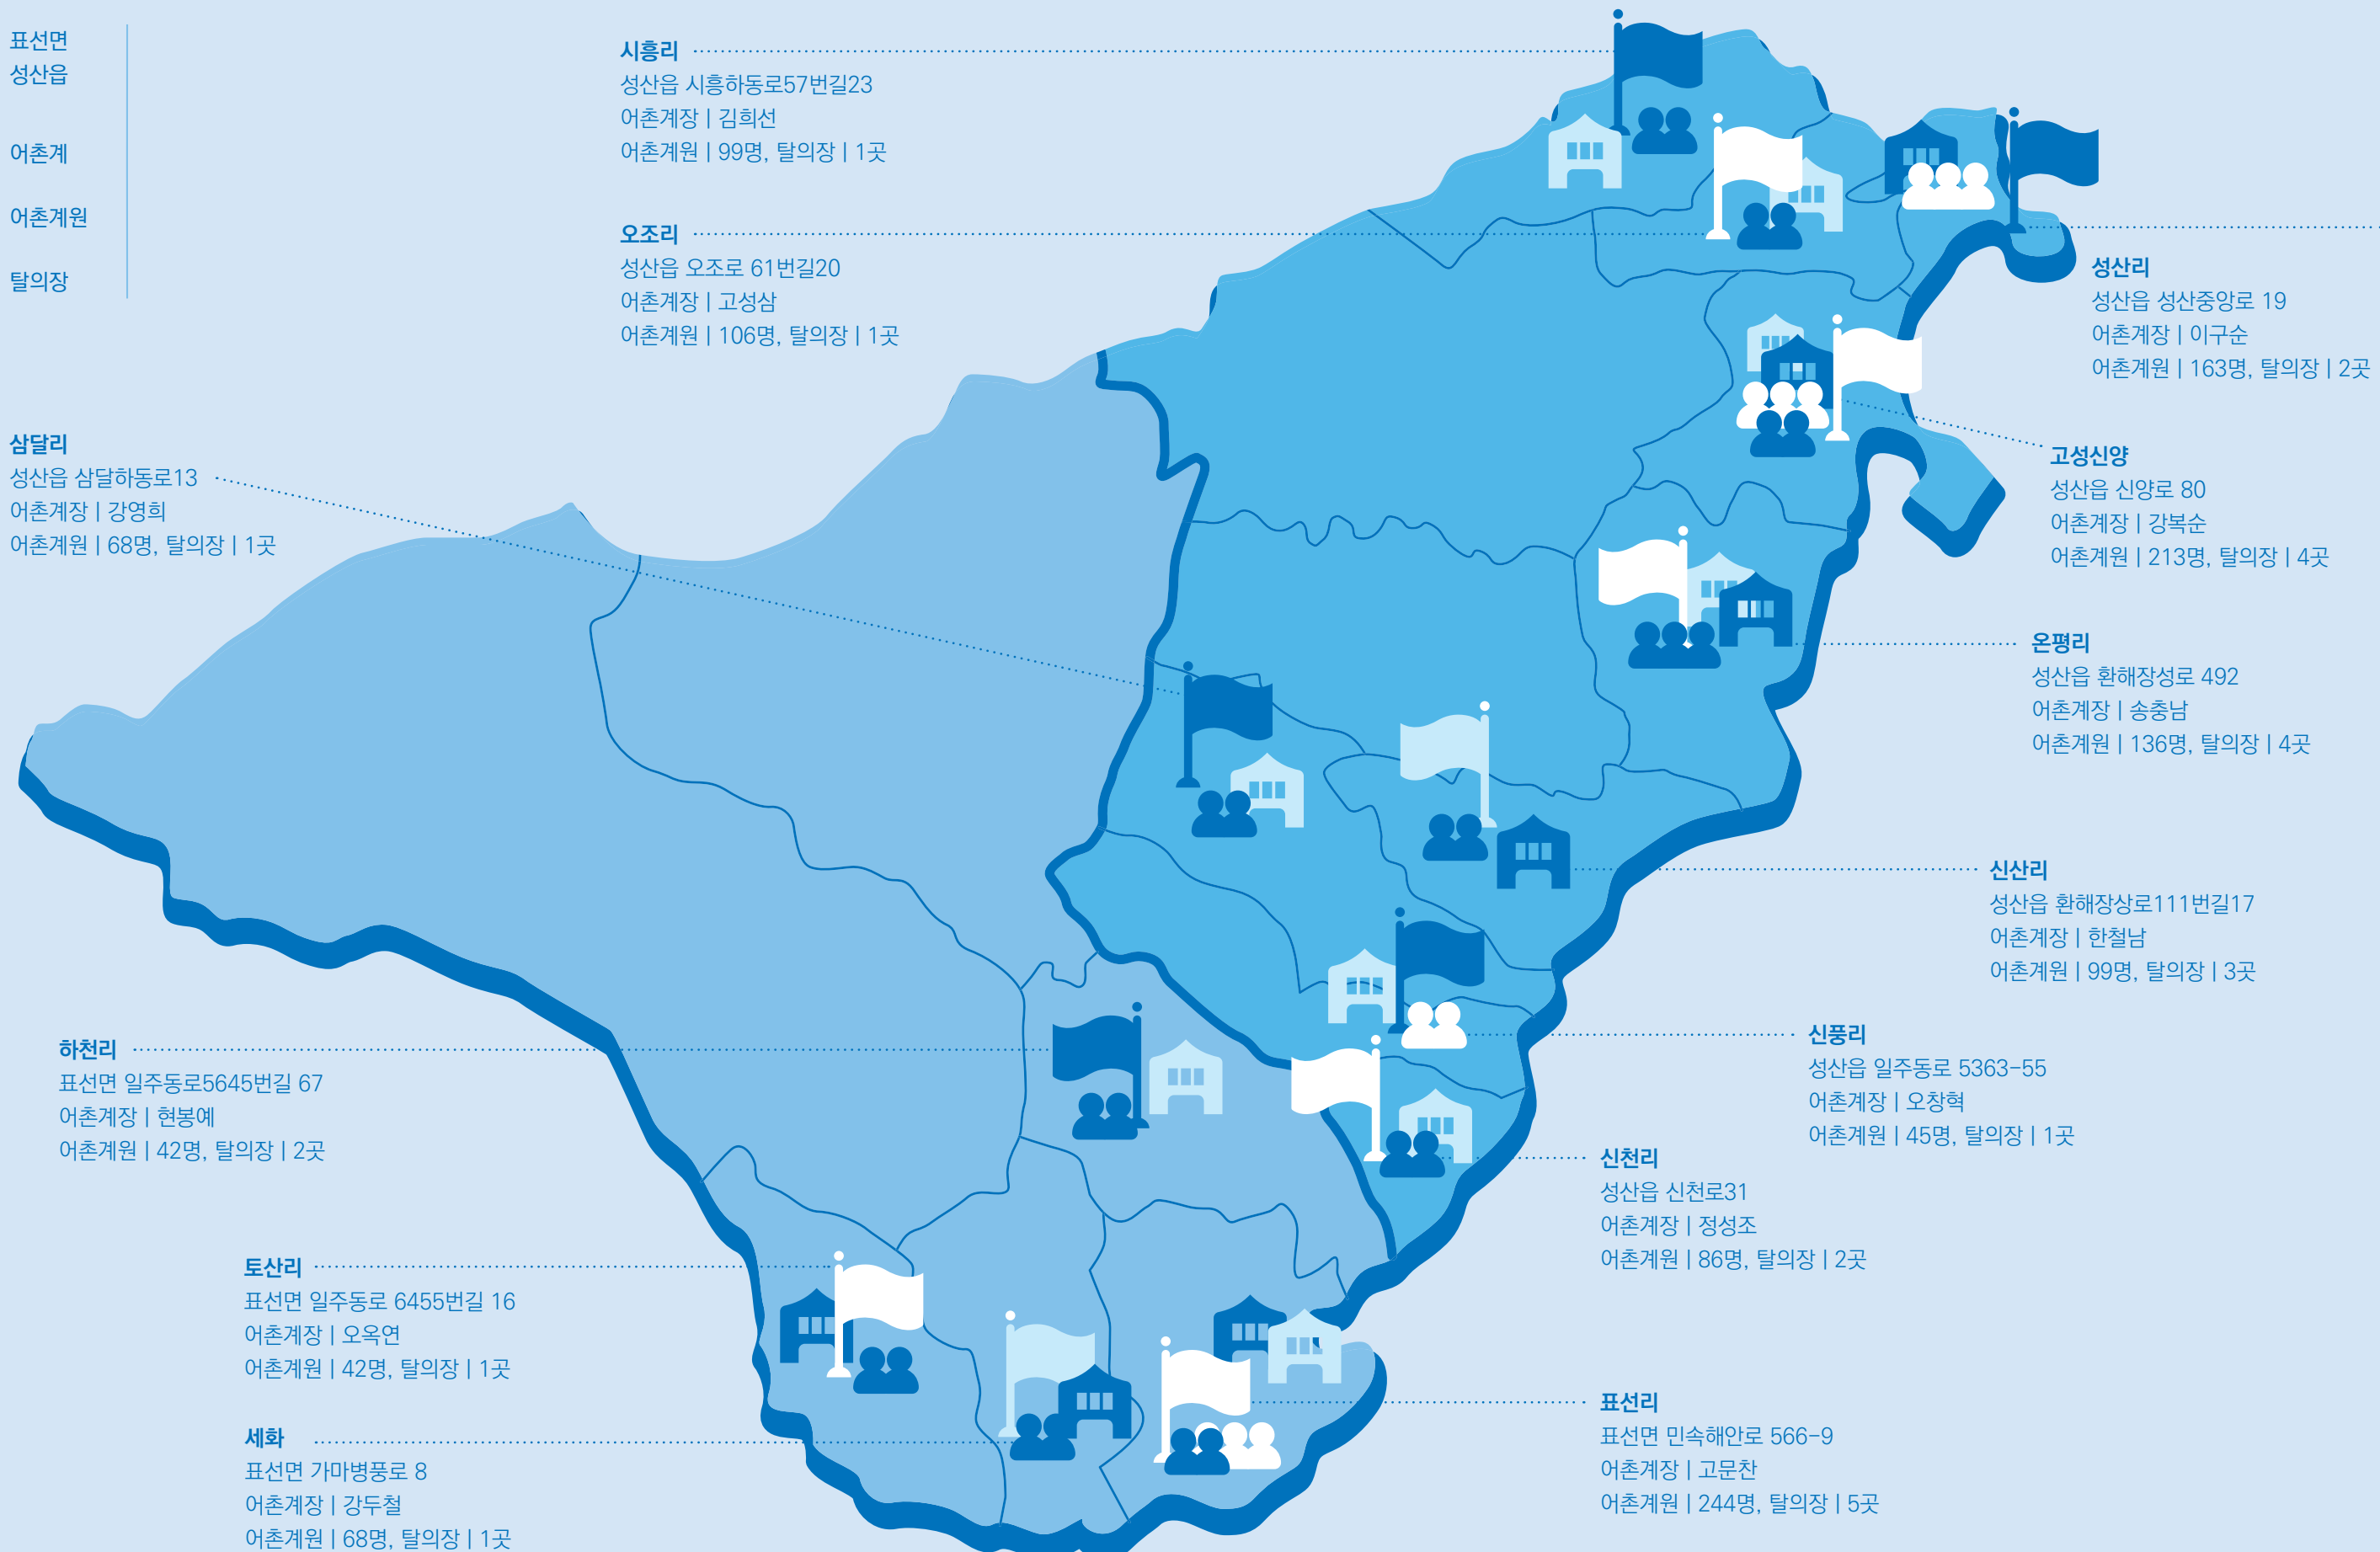 표선면
성산읍
어촌계
어촌계원
탈의장
시흥리
성산읍 시흥하동로57번길23
어촌계장 | 김희선
어촌계원 | 99명, 탈의장 | 1곳
오조리
성산읍 오조로 61번길20
어촌계장 | 고성삼
어촌계원 | 106명, 탈의장 | 1곳
성산리
성산읍 성산중앙로 19
어촌계장 | 이구순
어촌계원 | 163명, 탈의장 | 2곳
삼달리
성산읍 삼달하동로13
어촌계장 | 강영희
어촌계원 | 68명, 탈의장 | 1곳
고성신양
성산읍 신양로 80
어촌계장 | 강복순
어촌계원 | 213명, 탈의장 | 4곳
온평리
성산읍 환해장성로 492
어촌계장 | 송충남
어촌계원 | 136명, 탈의장 | 4곳
신산리
성산읍 환해장상로111번길17
어촌계장 | 한철남
어촌계원 | 99명, 탈의장 | 3곳
하천리
표선면 일주동로5645번길 67
어촌계장 | 현봉예
어촌계원 | 42명, 탈의장 | 2곳
신풍리
성산읍 일주동로 5363-55
어촌계장 | 오창혁
어촌계원 | 45명, 탈의장 | 1곳
신천리
성산읍 신천로31
어촌계장 | 정성조
어촌계원 | 86명, 탈의장 | 2곳
토산리
표선면 일주동로 6455번길 16
어촌계장 | 오옥연
어촌계원 | 42명, 탈의장 | 1곳
표선리
표선면 민속해안로 566-9
어촌계장 | 고문찬
어촌계원 | 244명, 탈의장 | 5곳
세화
표선면 가마병풍로 8
어촌계장 | 강두철
어촌계원 | 68명, 탈의장 | 1곳